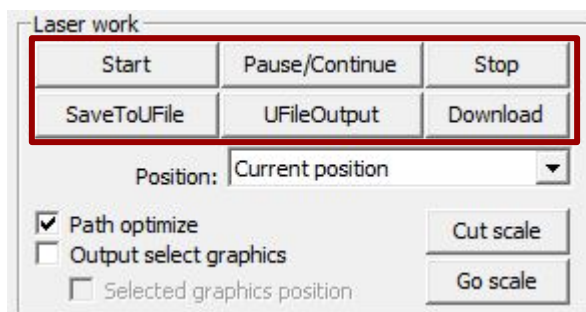 Laser work
Start Pause/Continue Stop
SaveToUFile UFileOutput Download
Position: Current position
Path optimize Cut scale
Output select graphics
Selected graphics position Go scale